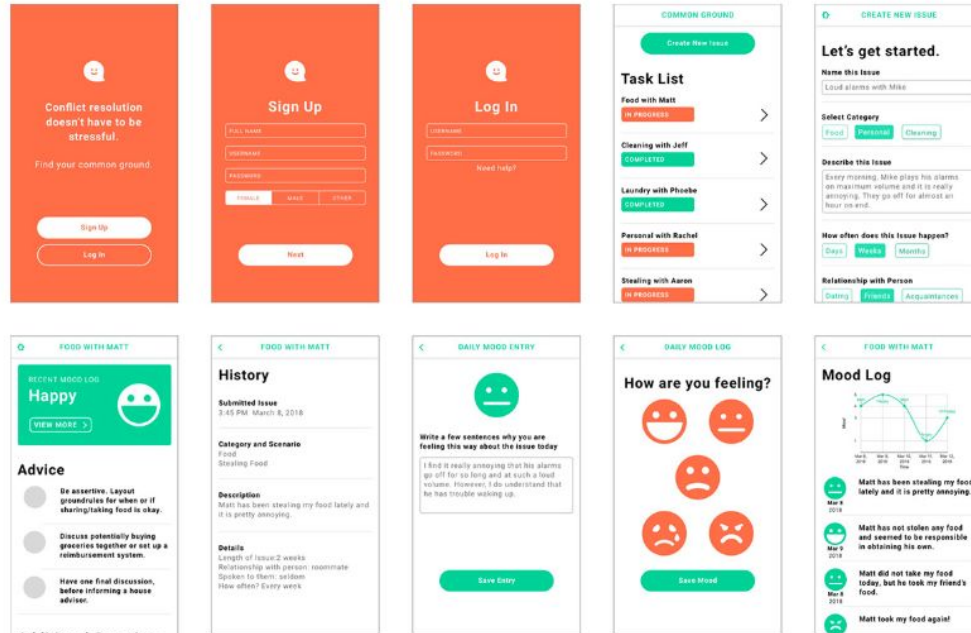 Conflict resolution
doesn't have to be
stressful.
Find your common ground.
Sign Up
Log In
Sign Up
FULL NAME
USERNAME
PASSWORD
FEMALE MALE OTHER
Next
Log In
USERNAME
PASSWORD
Need help?
Log In
COMMON GROUND
Create New Issue
Task List
Food with Matt
IN PROGRESS
Cleaning with Jeff
COMPLETED
Laundry with Phoebe
COMPLETED
Personal with Rachel
IN PROGRESS
Stealing with Aaron
IN PROGRESS
CREATE NEW ISSUE
Let's get started.
Name this Issue
Loud alarms with Mike
Select Category
Food Personal Cleaning
Describe this Issue
Every morning, Mike plays his alarms
on maximum volume and it is really
annoying. They go off for almost an
hour on end.
How often does this Issue happen?
Days Weeks Months
Relationship with Person
Dating Friends Acquaintances
FOOD WITH MATT
RECENT MOOD LOG
Happy
VIEW MORE >
Advice
Be assertive. Layout
groundrules for when or if
sharing/taking food is okay.
Discuss potentially buying
groceries together or set up a
reimbursement system.
Have one final discussion,
before informing a house
advisor.
FOOD WITH MATT
History
Submitted Issue
3:45 PM March 8, 2018
Category and Scenario
Food
Stealing Food
Description
Matt has been stealing my food lately and
it is pretty annoying.
Details
Length of Issue:2 weeks
Relationship with person: roommate
Spoken to them: seldom
How often? Every week
DAILY MOOD ENTRY
Write a few sentences why you are
feeling this way about the issue today
I find it really annoying that his alarms
go off for so long and at such a loud
volume. However, I do understand that
he has trouble waking up.
Save Entry
DAILY MOOD LOG
How are you feeling?
Save Mood
FOOD WITH MATT
Mood Log
Mood
Time
Matt has been stealing my food
lately and it is pretty annoying.
Mar 8
2018
Matt has not stolen any food
and seemed to be responsible
in obtaining his own.
Mar 9
2018
Matt did not take my food
today, but he took my friend's
food.
Mar 8
2018
Matt took my food again!